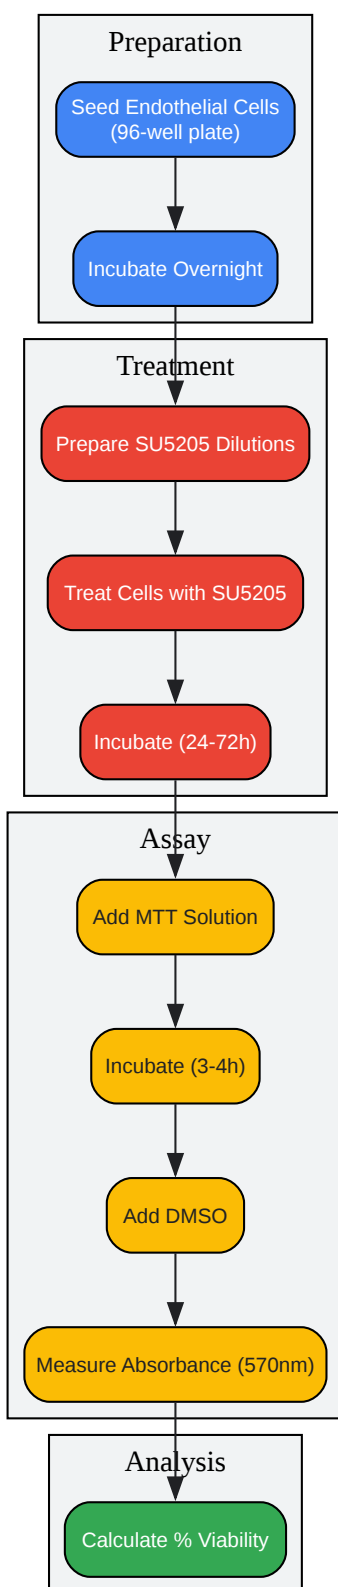 Preparation
Seed Endothelial Cells
(96-well plate)
Incubate Overnight
Treatment
Prepare SU5205 Dilutions
Treat Cells with SU5205
Incubate (24-72h)
Assay
Add MTT Solution
Incubate (3-4h)
Add DMSO
Measure Absorbance (570nm)
Analysis
Calculate % Viability